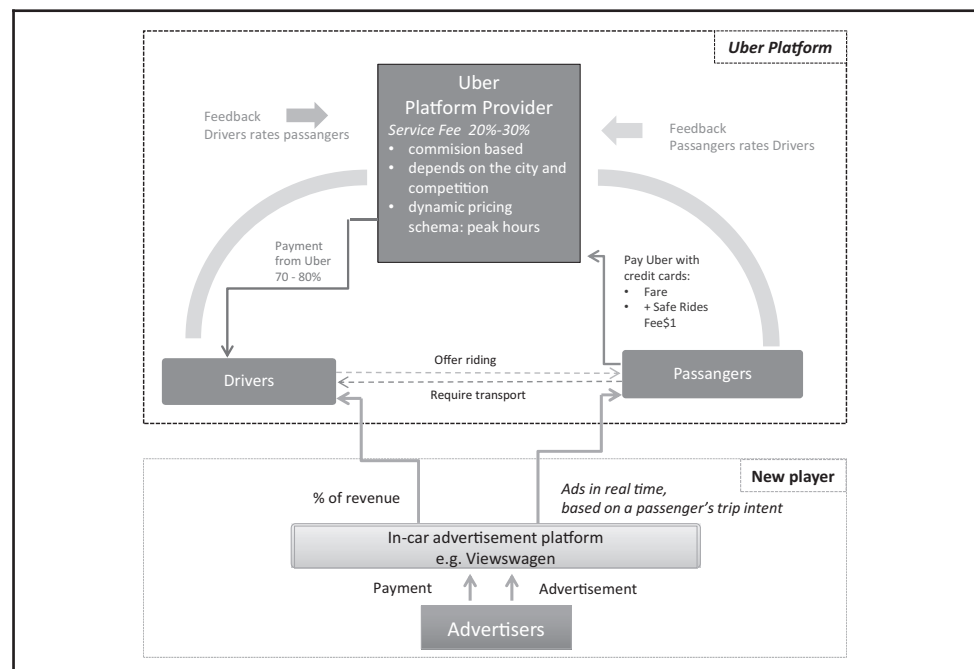 Uber Platform
Uber
Platform Provider
Service Fee 20%-30%
• commision based
• depends on the city and
competition
• dynamic pricing
schema: peak hours
Feedback
Drivers rates passangers
Feedback
Passangers rates Drivers
Payment
from Uber
70 - 80%
Pay Uber with
credit cards:
• Fare
• + Safe Rides
Fee$1
Drivers
Offer riding
Require transport
Passangers
New player
% of revenue
Ads in real time,
based on a passenger's trip intent
In-car advertisement platform
e.g. Viewswagen
Payment
Advertisement
Advertisers